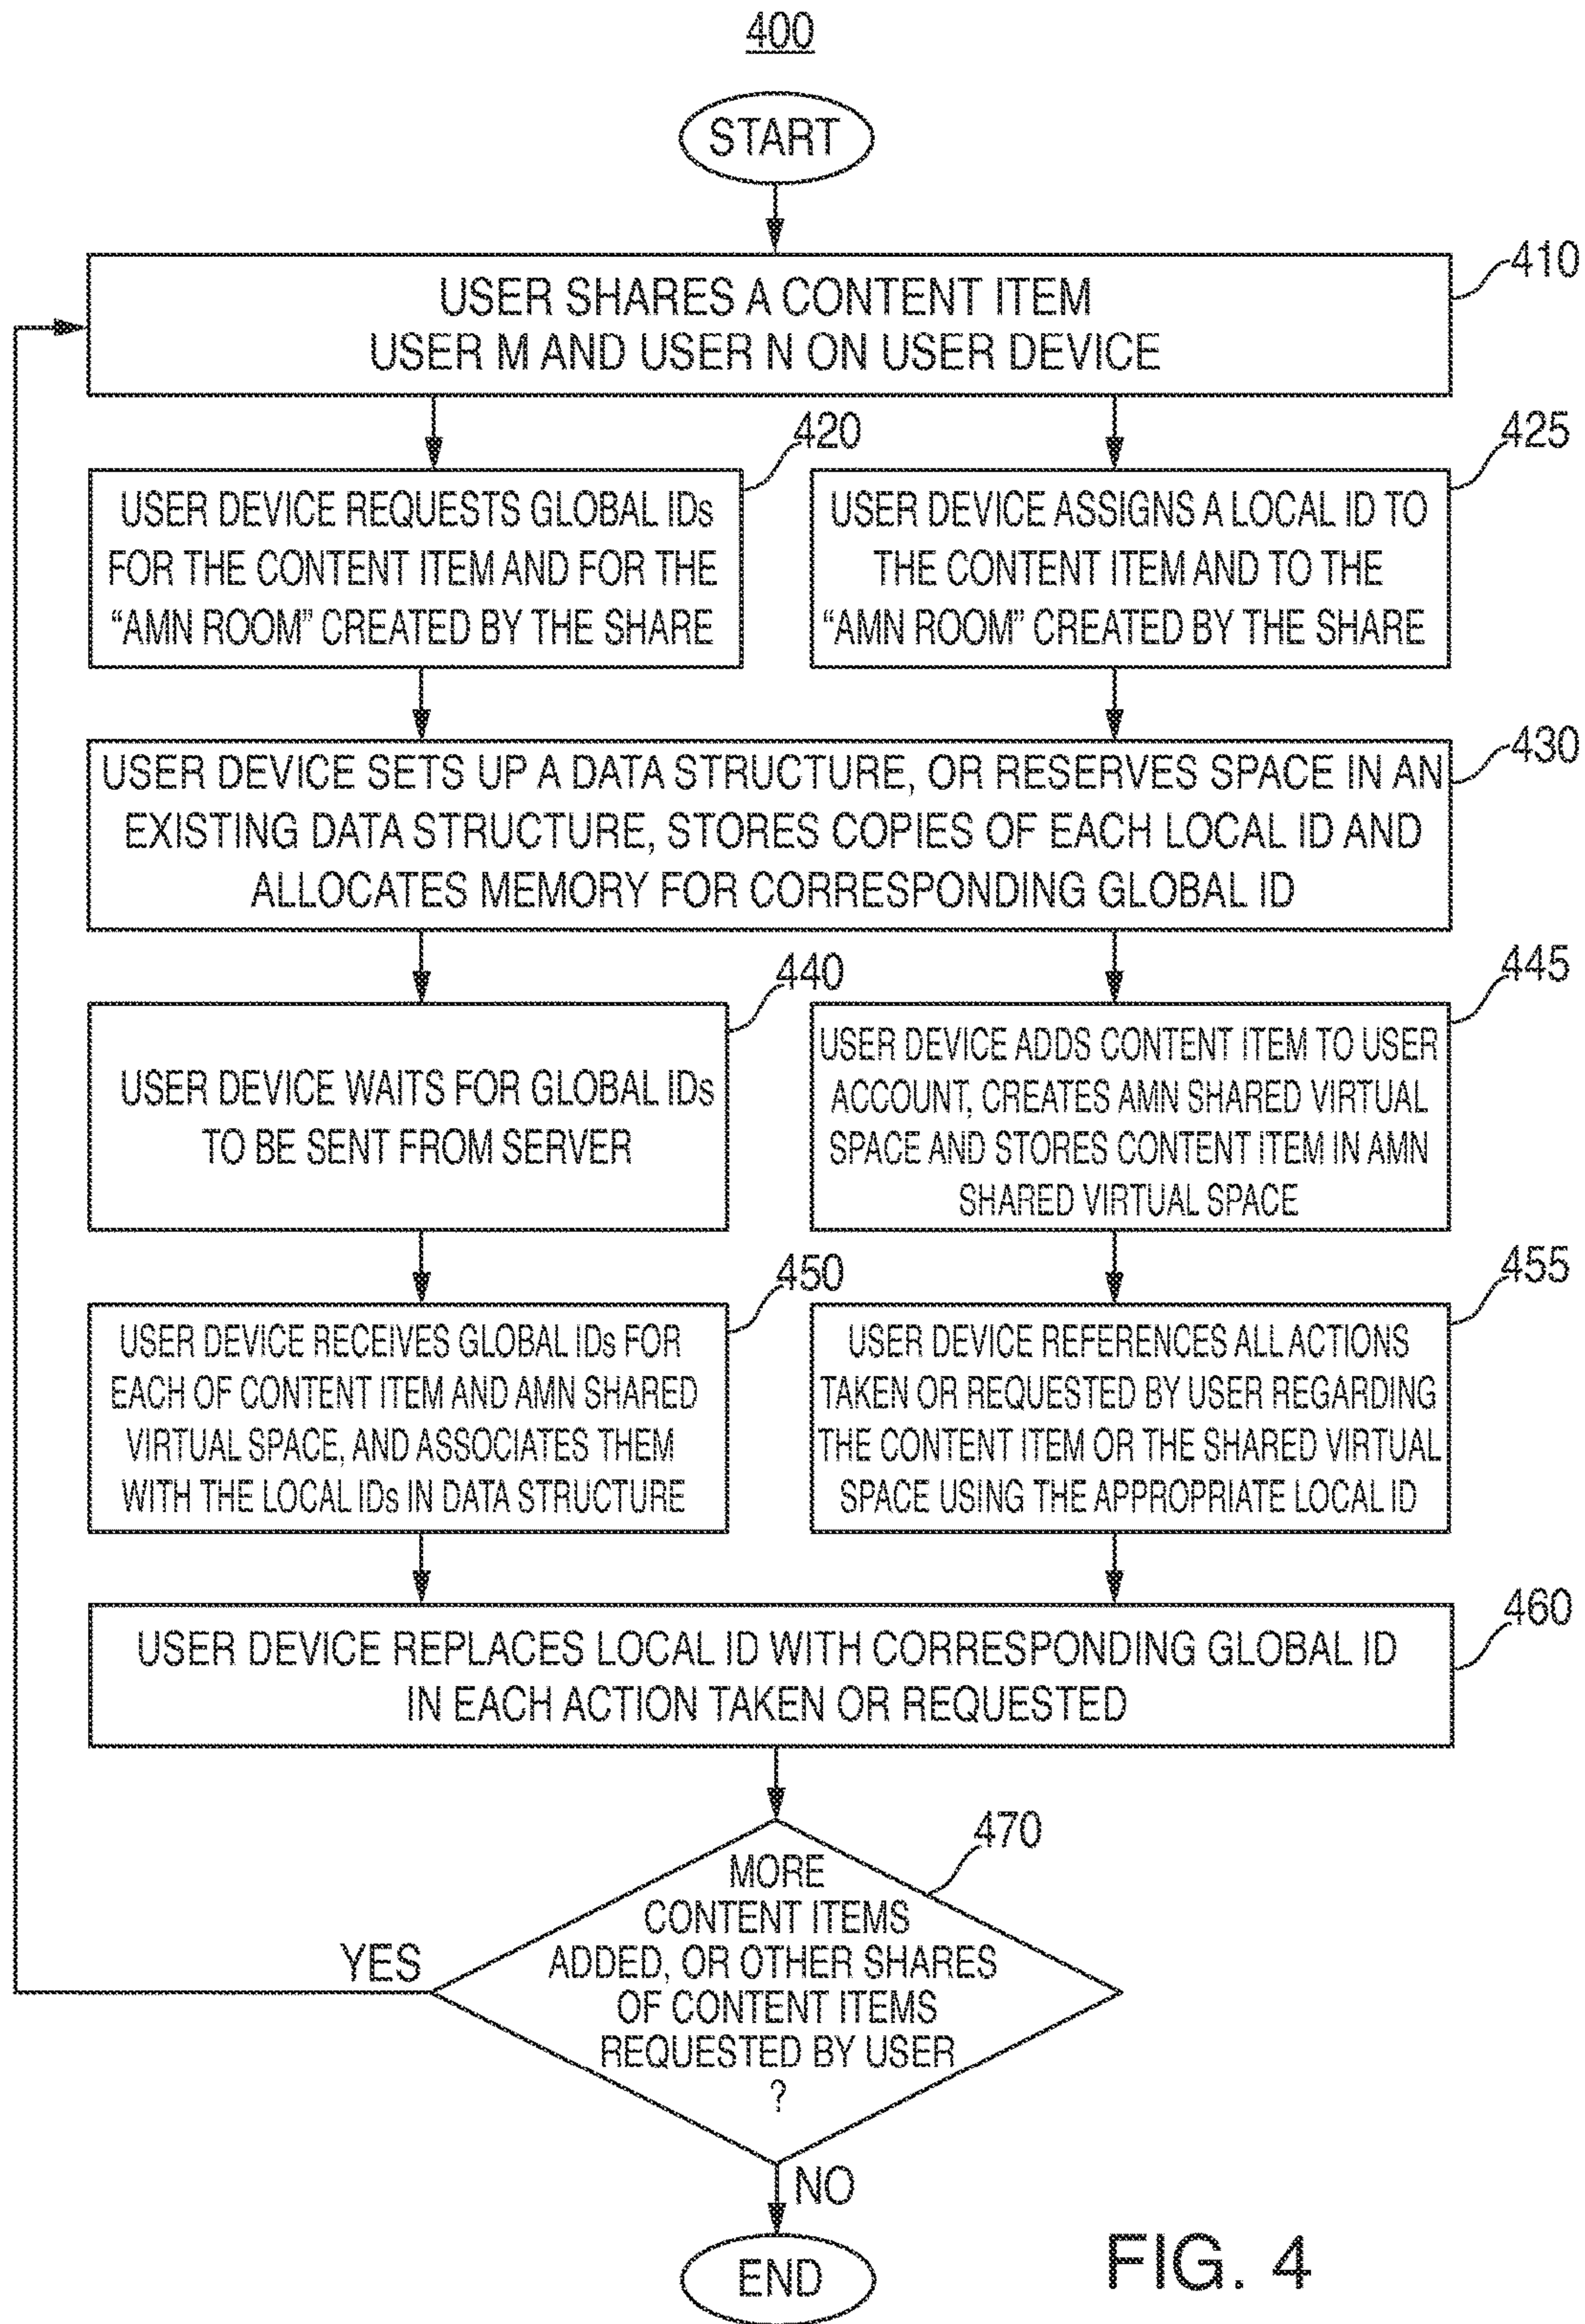 400
START
410
USER SHARES A CONTENT ITEM
USER M AND USER N ON USER DEVICE
420
USER DEVICE REQUESTS GLOBAL IDs
FOR THE CONTENT ITEM AND FOR THE
“AMN ROOM” CREATED BY THE SHARE
425
USER DEVICE ASSIGNS A LOCAL ID TO
THE CONTENT ITEM AND TO THE
“AMN ROOM” CREATED BY THE SHARE
430
USER DEVICE SETS UP A DATA STRUCTURE, OR RESERVES SPACE IN AN
EXISTING DATA STRUCTURE, STORES COPIES OF EACH LOCAL ID AND
ALLOCATES MEMORY FOR CORRESPONDING GLOBAL ID
440
USER DEVICE WAITS FOR GLOBAL IDs
TO BE SENT FROM SERVER
445
USER DEVICE ADDS CONTENT ITEM TO USER
ACCOUNT, CREATES AMN SHARED VIRTUAL
SPACE AND STORES CONTENT ITEM IN AMN
SHARED VIRTUAL SPACE
450
USER DEVICE RECEIVES GLOBAL IDs FOR
EACH OF CONTENT ITEM AND AMN SHARED
VIRTUAL SPACE, AND ASSOCIATES THEM
WITH THE LOCAL IDs IN DATA STRUCTURE
455
USER DEVICE REFERENCES ALL ACTIONS
TAKEN OR REQUESTED BY USER REGARDING
THE CONTENT ITEM OR THE SHARED VIRTUAL
SPACE USING THE APPROPRIATE LOCAL ID
460
USER DEVICE REPLACES LOCAL ID WITH CORRESPONDING GLOBAL ID
IN EACH ACTION TAKEN OR REQUESTED
470
MORE
CONTENT ITEMS
ADDED, OR OTHER SHARES
OF CONTENT ITEMS
REQUESTED BY USER
?
YES
NO
END
FIG. 4